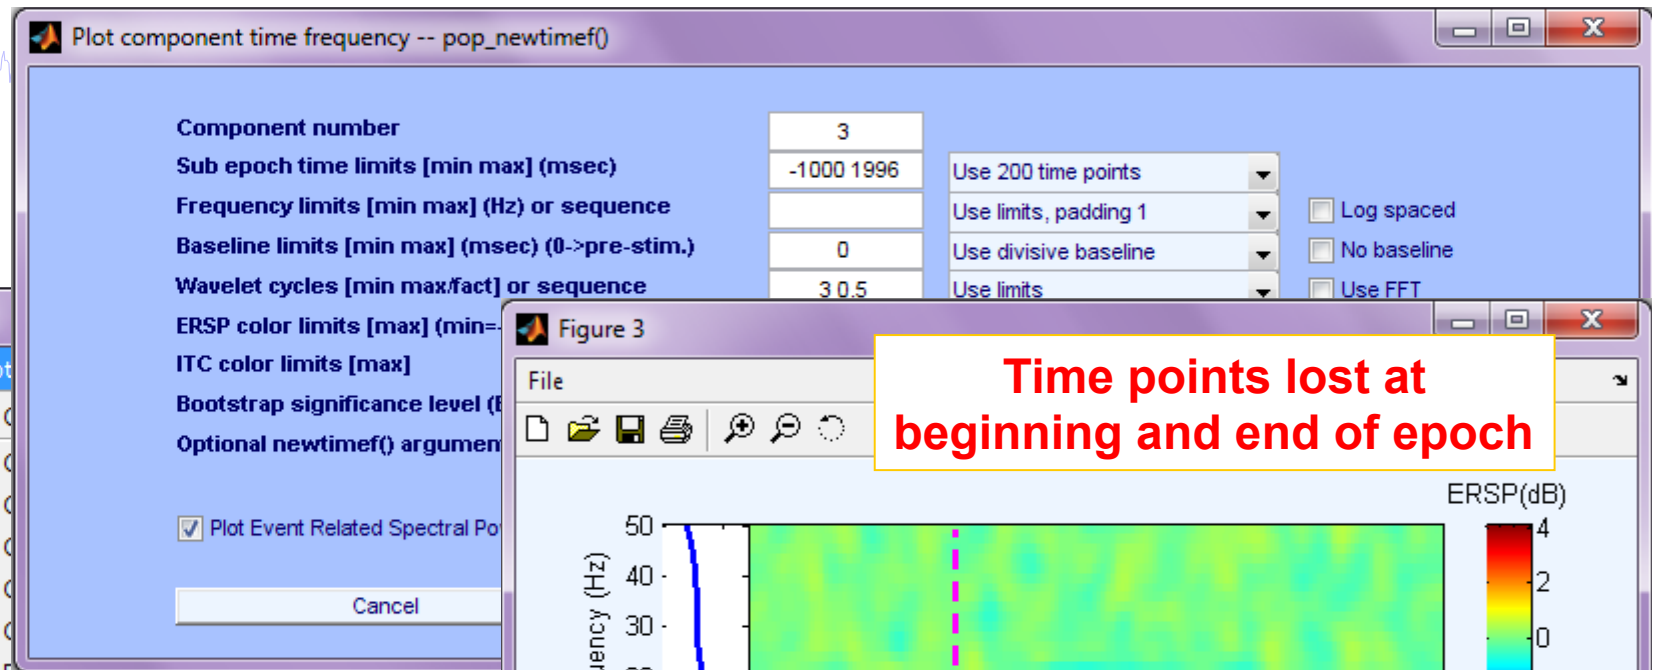 Plot component time frequency -- pop_newtimef()
Component number
3
Sub epoch time limits [min max] (msec)
-1000 1996
Use 200 time points
Frequency limits [min max] (Hz) or sequence
Use limits, padding 1
Log spaced
Baseline limits [min max] (msec) (0->pre-stim.)
0
Use divisive baseline
No baseline
Wavelet cycles [min max/fact] or sequence
3 0.5
Use limits
Use FFT
ERSP color limits [max] (min=-
ITC color limits [max]
Bootstrap significance level (E
Optional newtimef() argumen
Plot Event Related Spectral Po
Cancel
Figure 3
File
Time points lost at
beginning and end of epoch
ERSP(dB)
50
40
30
4
2
0